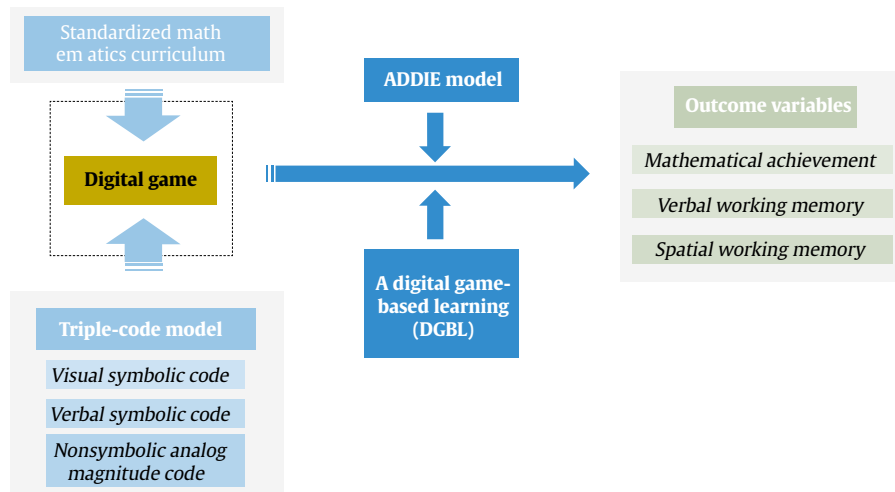 Standardized math
em atics curriculum
Digital game
Triple-code model
Visual symbolic code
Verbal symbolic code
Nonsymbolic analog
magnitude code
ADDIE model
A digital game-
based learning
(DGBL)
Outcome variables
Mathematical achievement
Verbal working memory
Spatial working memory